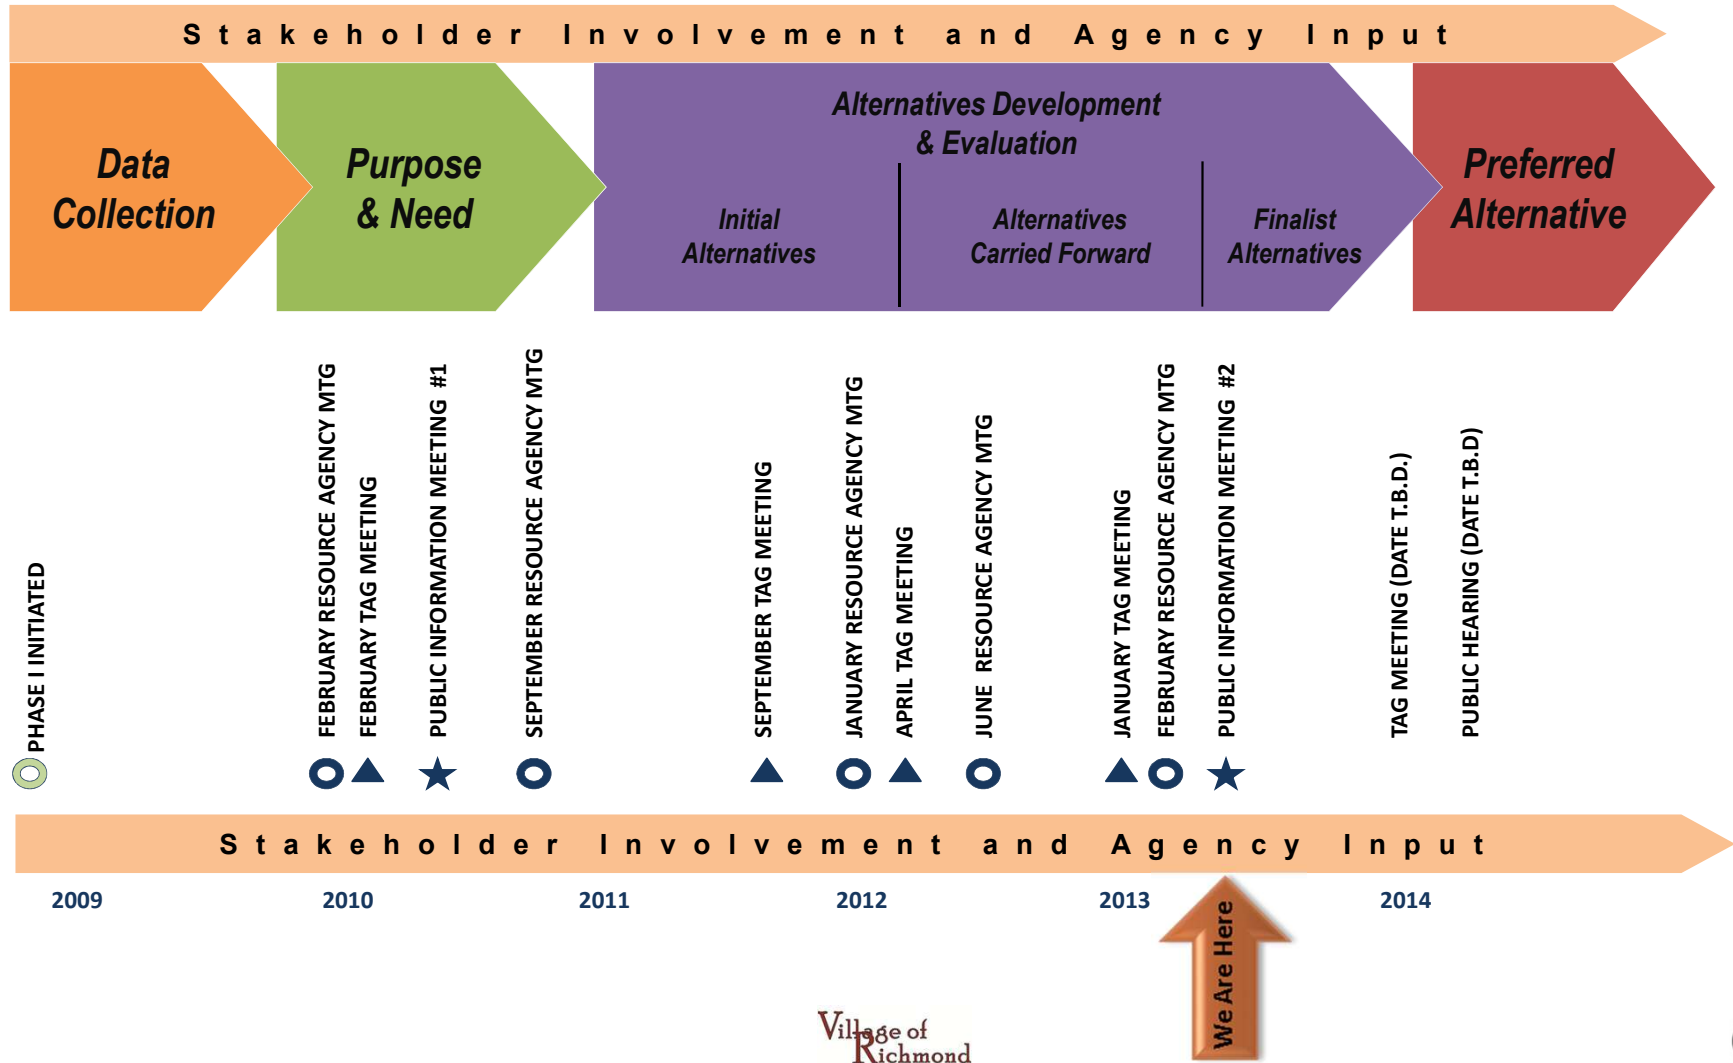 Stakeholder Involvement and Agency Input
Data
Collection
Purpose
& Need
Alternatives Development
& Evaluation
Initial
Alternatives
Alternatives
Carried Forward
Finalist
Alternatives
Preferred
Alternative
PHASE I INITIATED
FEBRUARY RESOURCE AGENCY MTG
FEBRUARY TAG MEETING
PUBLIC INFORMATION MEETING #1
SEPTEMBER RESOURCE AGENCY MTG
SEPTEMBER TAG MEETING
JANUARY RESOURCE AGENCY MTG
APRIL TAG MEETING
JUNE RESOURCE AGENCY MTG
JANUARY TAG MEETING
FEBRUARY RESOURCE AGENCY MTG
PUBLIC INFORMATION MEETING #2
TAG MEETING (DATE T.B.D.)
PUBLIC HEARING (DATE T.B.D)
Stakeholder Involvement and Agency Input
2009 2010 2011 2012 2013 2014
We Are Here
Village of
Richmond